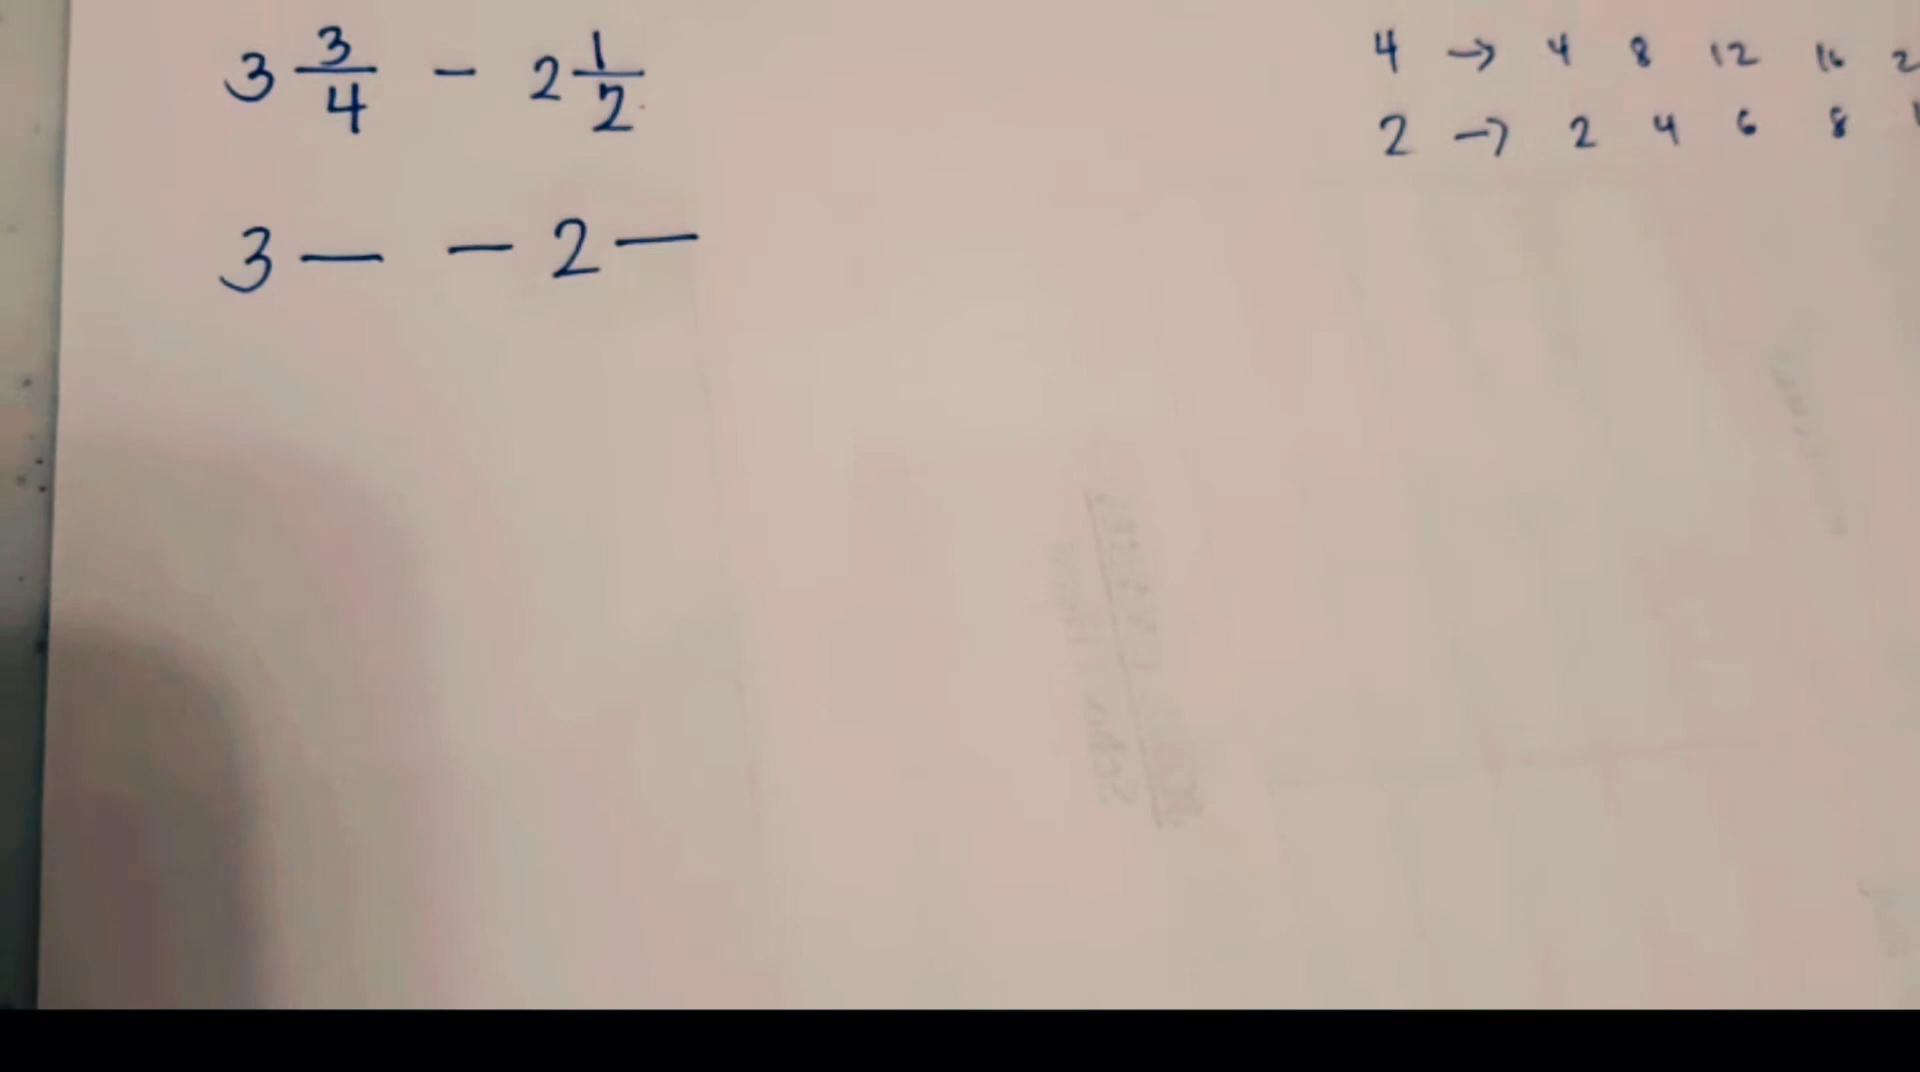 3 3/4 - 2 1/2
4 → 4 8 12 16
2 → 2 4 6 8
3 — - 2 —